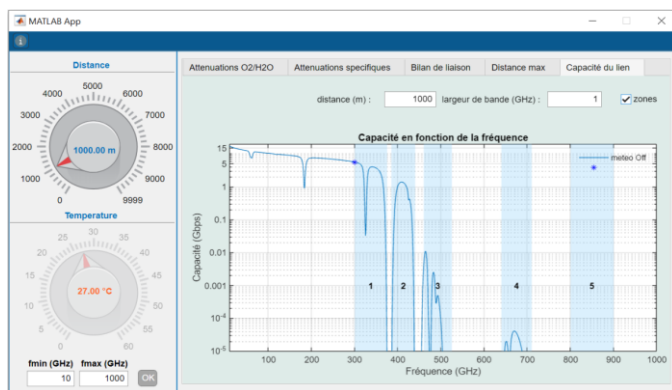 MATLAB App
Distance
5000
4000 6000
3000 7000
2000 8000
1000.00 m
1000 9000
0 9999
Temperature
30
25 35
20 40
15 45
27.00 °C
10 50
5 55
0 60
fmin (GHz) fmax (GHz)
10 1000 OK
Attenuations O2/H2O Attenuations specifiques Bilan de liaison Distance max Capacité du lien
distance (m) : 1000 largeur de bande (GHz) : 1 zones
Capacité en fonction de la fréquence
meteo Off
Capacité (Gbps)
15
5
1
0.1
0.01
0.001
10-4
10-5
1 2 3 4 5
100 200 300 400 500 600 700 800 900 1000
Fréquence (GHz)